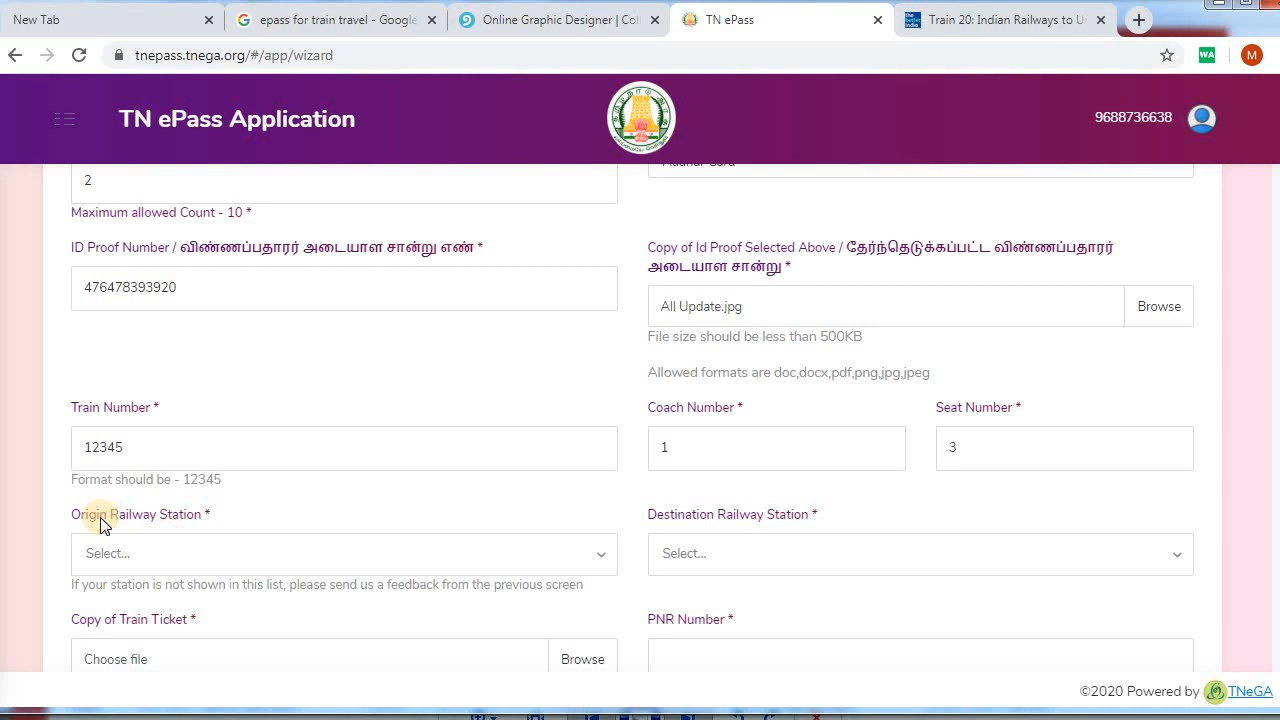 New Tab
epass for train travel - Google
Online Graphic Designer | Col
TN ePass
Train 20: Indian Railways to U
tnepass.tnega.org/#/app/wizard
WA
M
TN ePass Application
9688736638
2
Maximum allowed Count - 10 *
ID Proof Number / விண்ணப்பதாரர் அடையாள சான்று எண் *
476478393920
Copy of Id Proof Selected Above / தேர்ந்தெடுக்கப்பட்ட விண்ணப்பதாரர்
அடையாள சான்று *
All Update.jpg
Browse
File size should be less than 500KB
Allowed formats are doc,docx,pdf,png,jpg,jpeg
Train Number *
Coach Number *
Seat Number *
12345
1
3
Format should be - 12345
Origin Railway Station *
Destination Railway Station *
Select...
Select...
If your station is not shown in this list, please send us a feedback from the previous screen
Copy of Train Ticket *
PNR Number *
Choose file
Browse
©2020 Powered by TNeGA